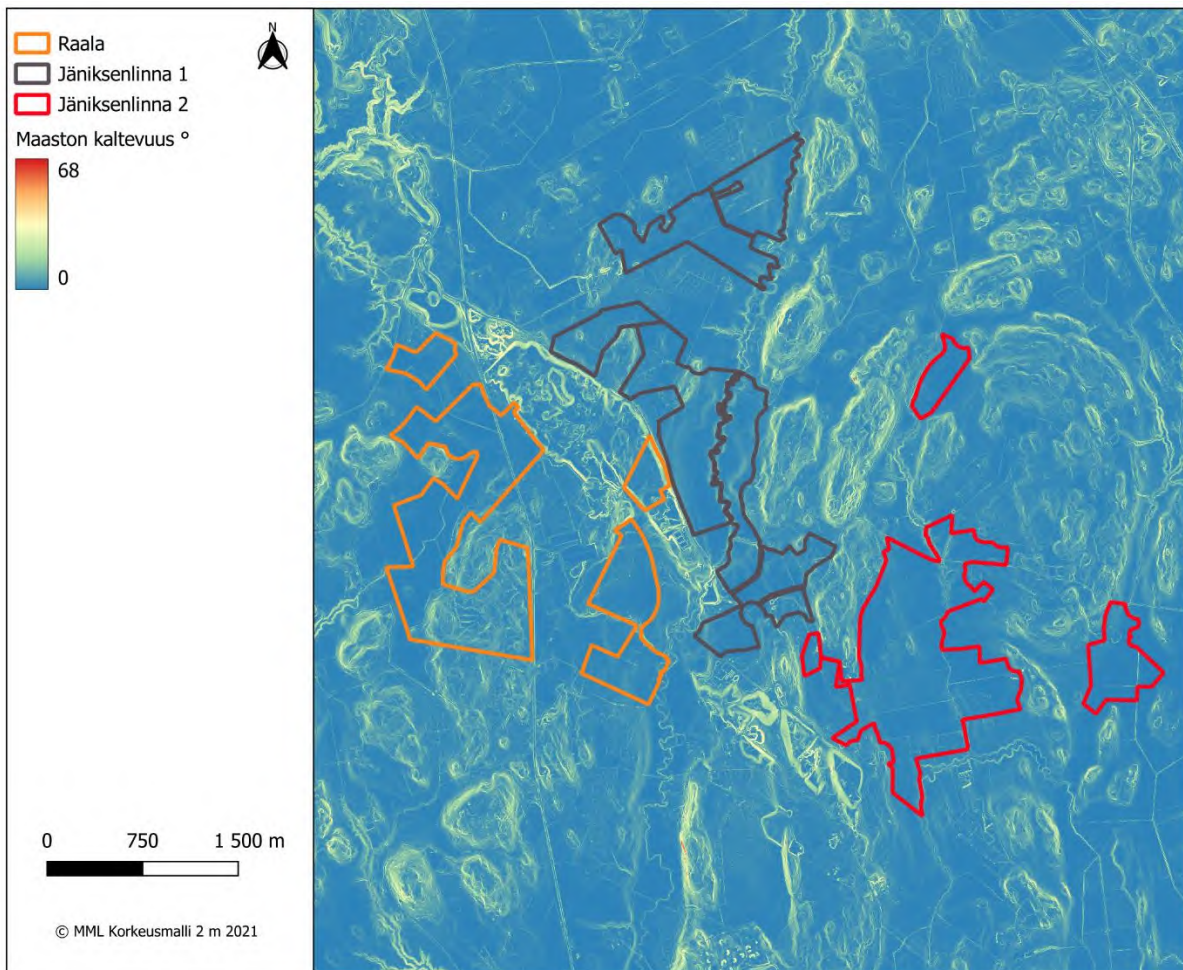 Raala
Jäniksenlinna 1
Jäniksenlinna 2
N
Maaston kaltevuus °
68
0
0 750 1 500 m
© MML Korkeusmalli 2 m 2021